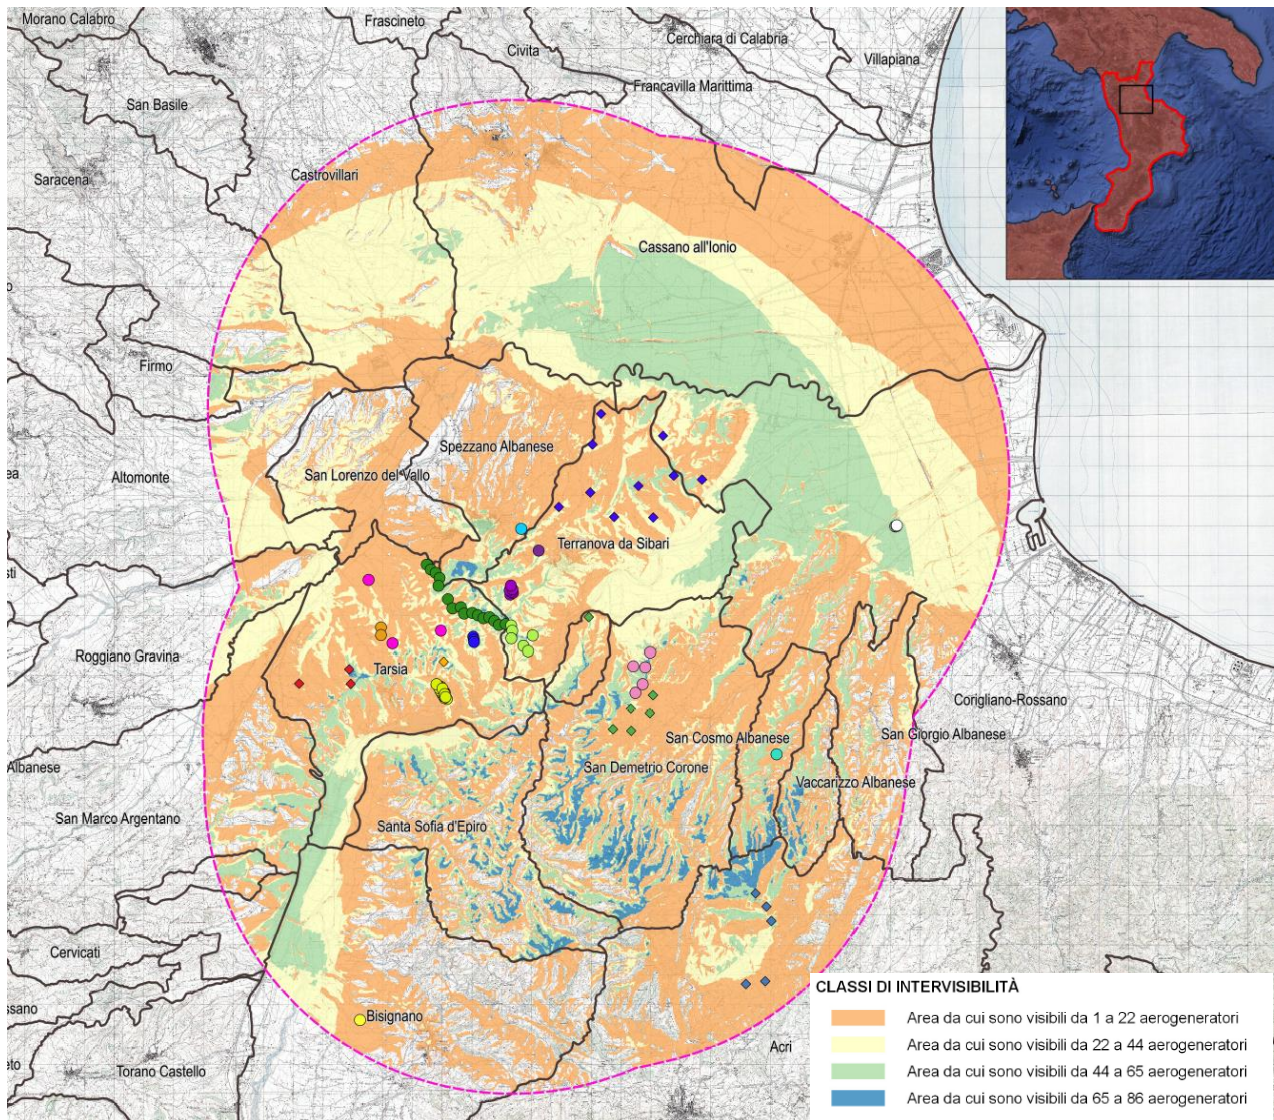 Morano Calabro
Frascineto
Civita
Cerchiara di Calabria
Villapiana
Francavilla Marittima
San Basile
Castrovillari
Saracena
Cassano all'Ionio
Firmo
Spezzano Albanese
San Lorenzo del Vallo
Altomonte
Terranova da Sibari
Roggiano Gravina
Tarsia
Corigliano-Rossano
San Giorgio Albanese
San Cosmo Albanese
San Demetrio Corone
Albanese
Vaccarizzo Albanese
San Marco Argentano
Santa Sofia d'Epiro
Cervicati
Bisignano
Acri
Torano Castello
CLASSI DI INTERVISIBILITÀ
Area da cui sono visibili da 1 a 22 aerogeneratori
Area da cui sono visibili da 22 a 44 aerogeneratori
Area da cui sono visibili da 44 a 65 aerogeneratori
Area da cui sono visibili da 65 a 86 aerogeneratori